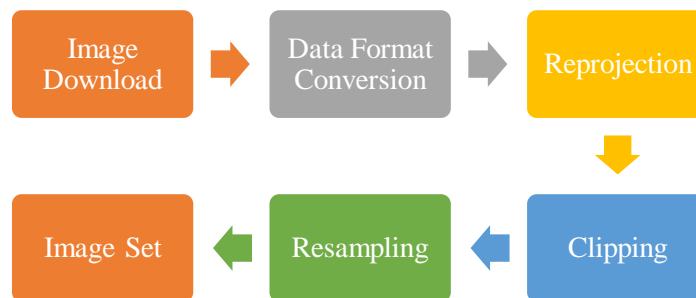 Image
Download
Data Format
Conversion
Reprojection
Clipping
Resampling
Image Set